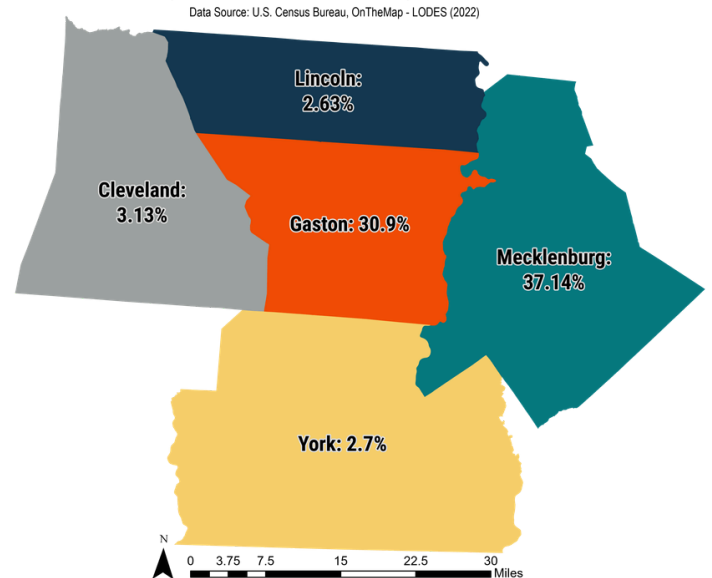 Data Source: U.S. Census Bureau, OnTheMap - LODES (2022)
Lincoln:
2.63%
Cleveland:
3.13%
Gaston: 30.9%
Mecklenburg:
37.14%
York: 2.7%
N
0 3.75 7.5 15 22.5 30
Miles